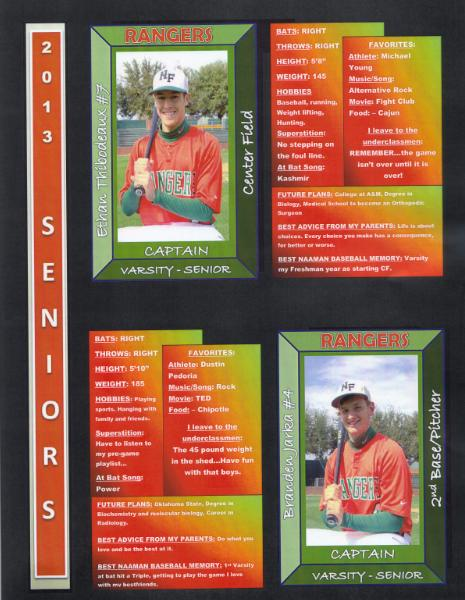 2013 SENIORS
RANGERS
Ethan Thibodeaux #7
NF
RANGER
Center Field
CAPTAIN
VARSITY - SENIOR
BATS: RIGHT
THROWS: RIGHT
HEIGHT: 5'8"
WEIGHT: 145
HOBBIES
Baseball, running,
Weight lifting,
Hunting.
Superstition:
No stepping on
the foul line.
At Bat Song:
Kashmir
FAVORITES:
Athlete: Michael
Young
Music/Song:
Alternative Rock
Movie: Fight Club
Food: – Cajun
I leave to the
underclassmen:
REMEMBER...the game
isn't over until it is
over!
FUTURE PLANS: College at A&M, Degree in
Biology, Medical School to become an Orthopedic
Surgeon
BEST ADVICE FROM MY PARENTS: Life is about
choices. Every choice you make has a consequence,
for better or worse.
BEST NAAMAN BASEBALL MEMORY: Varsity
my Freshman year as starting CF.
BATS: RIGHT
THROWS: RIGHT
HEIGHT: 5'10"
WEIGHT: 185
HOBBIES: Playing
sports. Hanging with
family and friends.
Superstition:
Have to listen to
my pre-game
playlist...
At Bat Song:
Power
FAVORITES:
Athlete: Dustin
Pedoria
Music/Song: Rock
Movie: TED
Food: – Chipotle
I leave to the
underclassmen:
The 45 pound weight
in the shed...Have fun
with that boys.
FUTURE PLANS: Oklahoma State, Degree in
Biochemistry and molecular biology, Career in
Radiology.
BEST ADVICE FROM MY PARENTS: Do what you
love and be the best at it.
BEST NAAMAN BASEBALL MEMORY: 1st Varsity
at bat hit a Triple, getting to play the game I love
with my bestfriends.
RANGERS
Branden Jarka #4
NF
ANGER
2nd Base/Pitcher
CAPTAIN
VARSITY - SENIOR